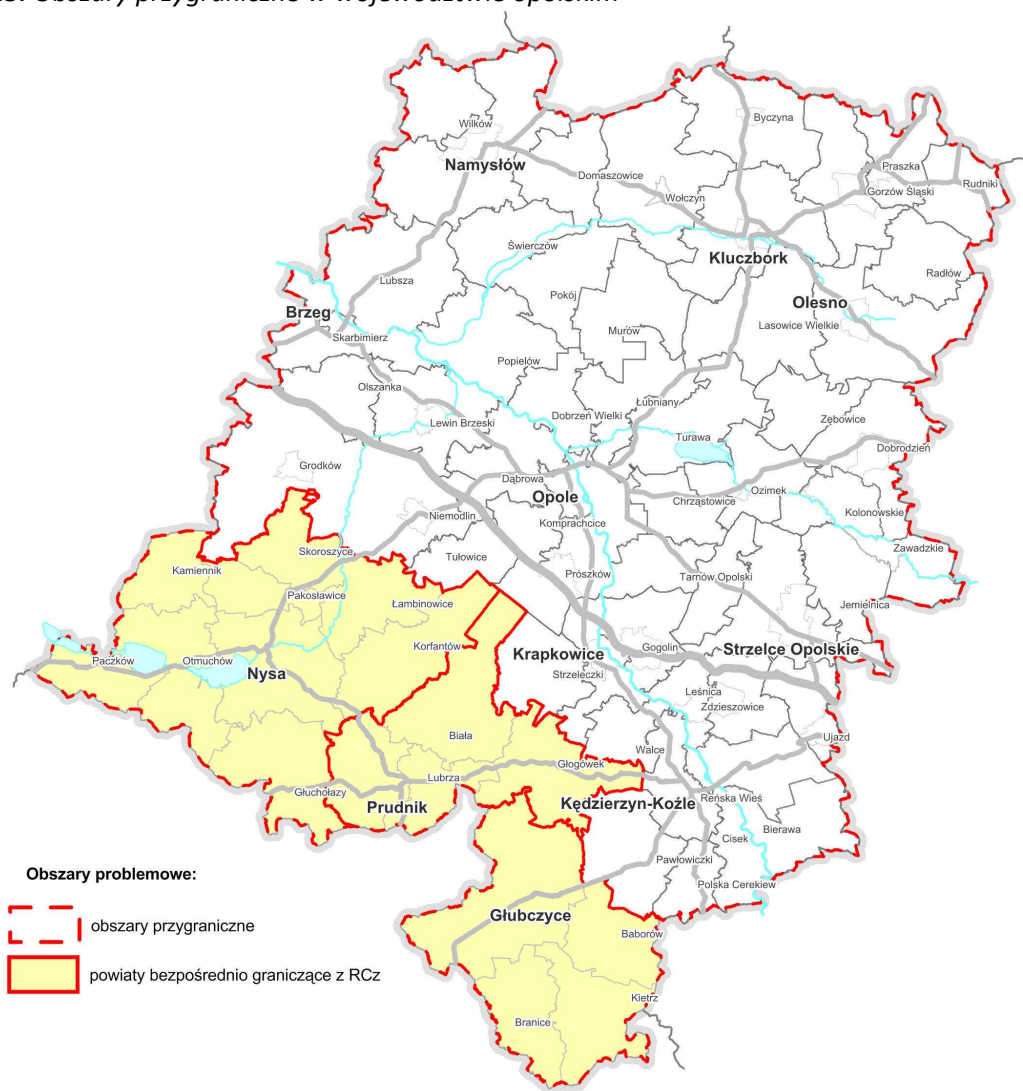 Obszary przygraniczne w województwie opolskim
Wilków
Byczyna
Namysłów
Praszka
Domaszowice
Rudniki
Gorzów Śląski
Wołczyn
Świerczów
Kluczbork
Radłów
Lubsza
Pokój
Olesno
Brzeg
Lasowice Wielkie
Skarbimierz
Murów
Popielów
Olszanka
Łubniany
Dobrzeń Wielki
Zębowice
Lewin Brzeski
Turawa
Dobrodzień
Grodków
Dąbrowa
Ozimek
Opole
Chrząstowice
Kolonowskie
Niemodlin
Komprachcice
Zawadzkie
Skoroszyce
Tułowice
Kamiennik
Prószków
Tarnów Opolski
Pakosławice
Łambinowice
Jemielnica
Korfantów
Krapkowice
Gogolin
Strzelce Opolskie
Paczków
Otmuchów
Nysa
Strzeleczki
Leśnica
Zdzieszowice
Biała
Ujazd
Walce
Głogówek
Lubrza
Głuchołazy
Prudnik
Kędzierzyn-Koźle
Reńska Wieś
Bierawa
Cisek
Pawłowiczki
Obszary problemowe:
Polska Cerekiew
Głubczyce
obszary przygraniczne
Baborów
powiaty bezpośrednio graniczące z RCz
Kietrz
Branice